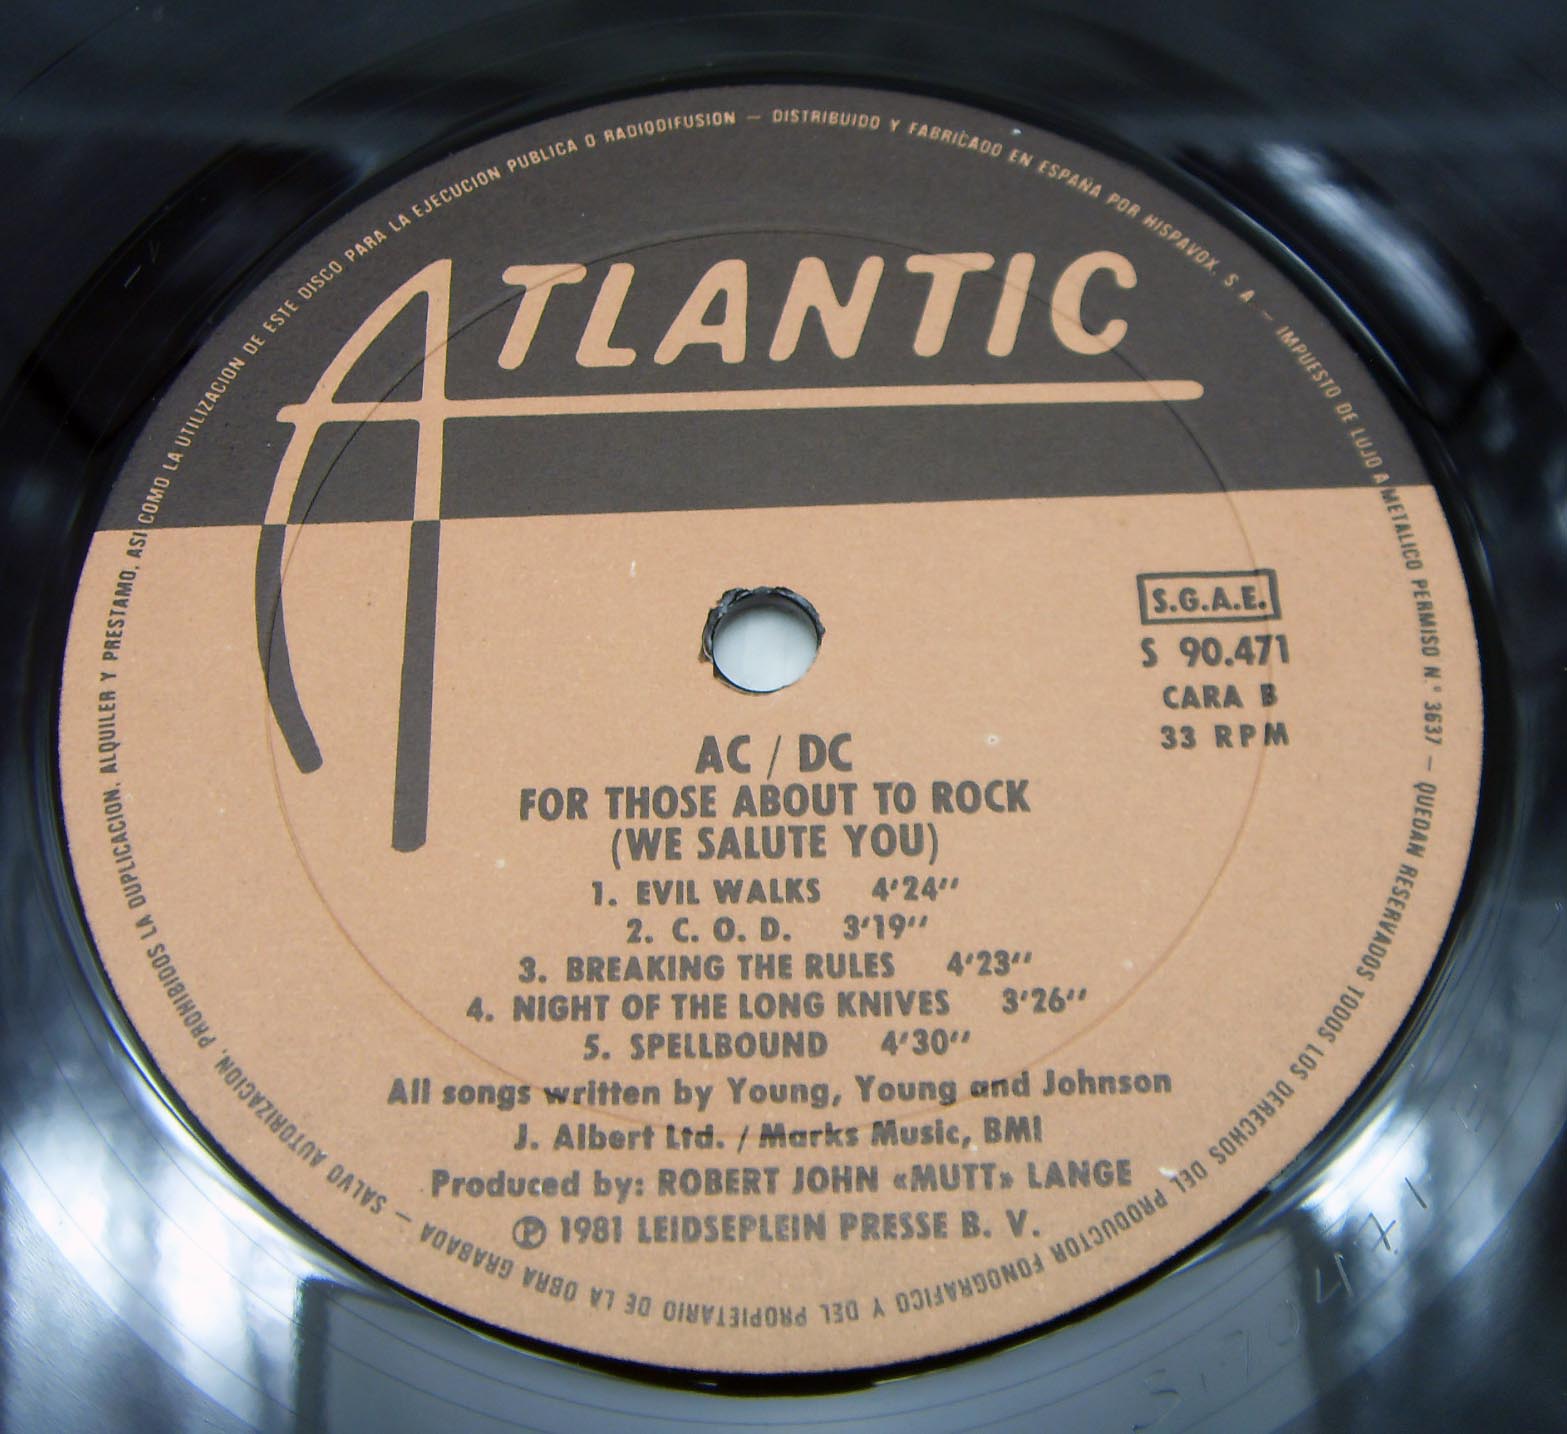 ATLANTIC
S.G.A.E.
S 90.471
CARA B
33 RPM
AC / DC
FOR THOSE ABOUT TO ROCK
(WE SALUTE YOU)
1. EVIL WALKS 4'24''
2. C. O. D. 3'19''
3. BREAKING THE RULES 4'23''
4. NIGHT OF THE LONG KNIVES 3'26''
5. SPELLBOUND 4'30''
All songs written by Young, Young and Johnson
J. Albert Ltd. / Marks Music, BMI
Produced by: ROBERT JOHN «MUTT» LANGE
℗ 1981 LEIDSEPLEIN PRESSE B. V.
DISTRIBUIDO Y FABRICADO EN ESPAÑA POR HISPAVOX, S. A. — IMPUESTO DE LUJO A METALICO PERMISO N.° 3637 — QUEDAN RESERVADOS TODOS LOS DERECHOS DEL PRODUCTOR FONOGRAFICO Y DEL PROPIETARIO DE LA OBRA GRABADA — SALVO AUTORIZACION, PROHIBIDOS LA DUPLICACION, ALQUILER Y PRESTAMO, ASI COMO LA UTILIZACION DE ESTE DISCO PARA LA EJECUCION PUBLICA O RADIODIFUSION —